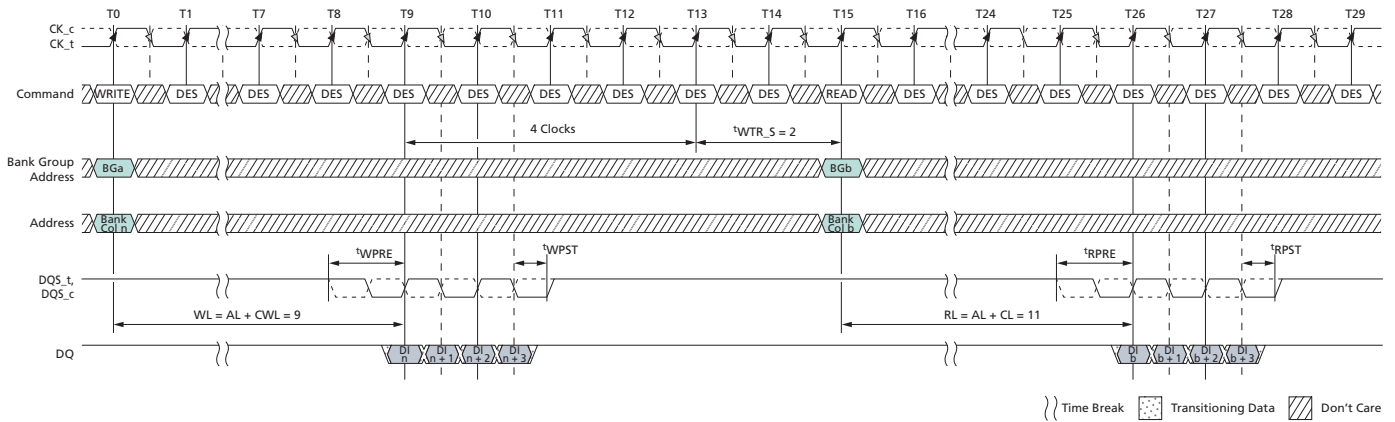 T0 T1 T7 T8 T9 T10 T11 T12 T13 T14 T15 T16 T24 T25 T26 T27 T28 T29
CK_c
CK_t
Command WRITE DES DES DES DES DES DES DES DES DES READ DES DES DES DES DES DES DES
4 Clocks tWTR_S = 2
Bank Group
Address
BGa BGb
Address
Bank
Col n
Bank
Col b
tWPRE tWPST tRPRE tRPST
DQS_t,
DQS_c
WL = AL + CWL = 9 RL = AL + CL = 11
DQ
DI
n
DI
n + 1
DI
n + 2
DI
n + 3
DI
b
DI
b + 1
DI
b + 2
DI
b + 3
Time Break Transitioning Data Don't Care